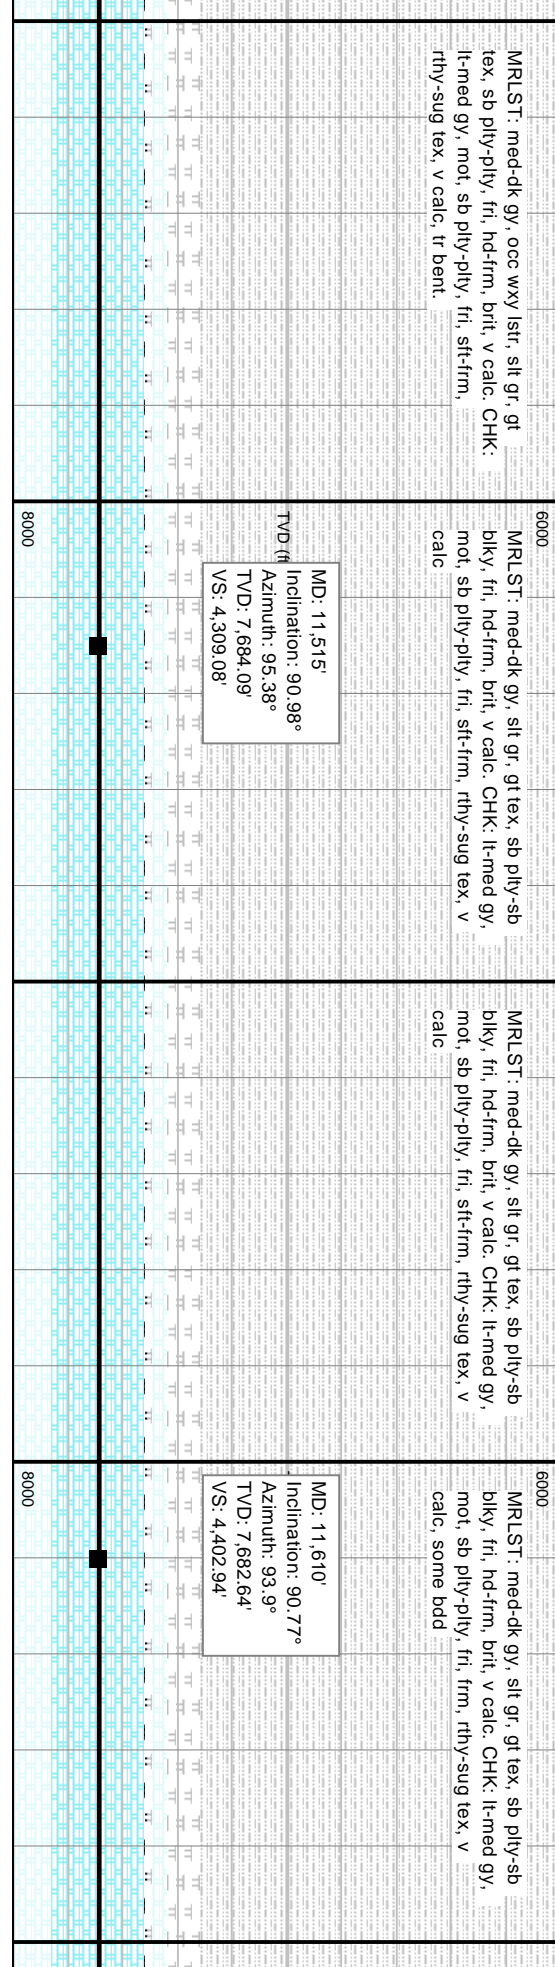 MRLST: med-dk gy, occ wxy lstr, slt gr, gt
tex, sb plty-plty, fri, hd-frm, brit, v calc. CHK:
lt-med gy, mot, sb plty-plty, fri, sft-frm,
rthy-sug tex, v calc, tr bent.
6000
MRLST: med-dk gy, slt gr, gt tex, sb plty-sb
blky, fri, hd-frm, brit, v calc. CHK: lt-med gy,
mot, sb plty-plty, fri, sft-frm, rthy-sug tex, v
calc
TVD (ft
MD: 11,515'
Inclination: 90.98°
Azimuth: 95.38°
TVD: 7,684.09'
VS: 4,309.08'
8000
MRLST: med-dk gy, slt gr, gt tex, sb plty-sb
blky, fri, hd-frm, brit, v calc. CHK: lt-med gy,
mot, sb plty-plty, fri, sft-frm, rthy-sug tex, v
calc
6000
MRLST: med-dk gy, slt gr, gt tex, sb plty-sb
blky, fri, hd-frm, brit, v calc. CHK: lt-med gy,
mot, sb plty-plty, fri, frm, rthy-sug tex, v
calc, some bdd
MD: 11,610'
Inclination: 90.77°
Azimuth: 93.9°
TVD: 7,682.64'
VS: 4,402.94'
8000